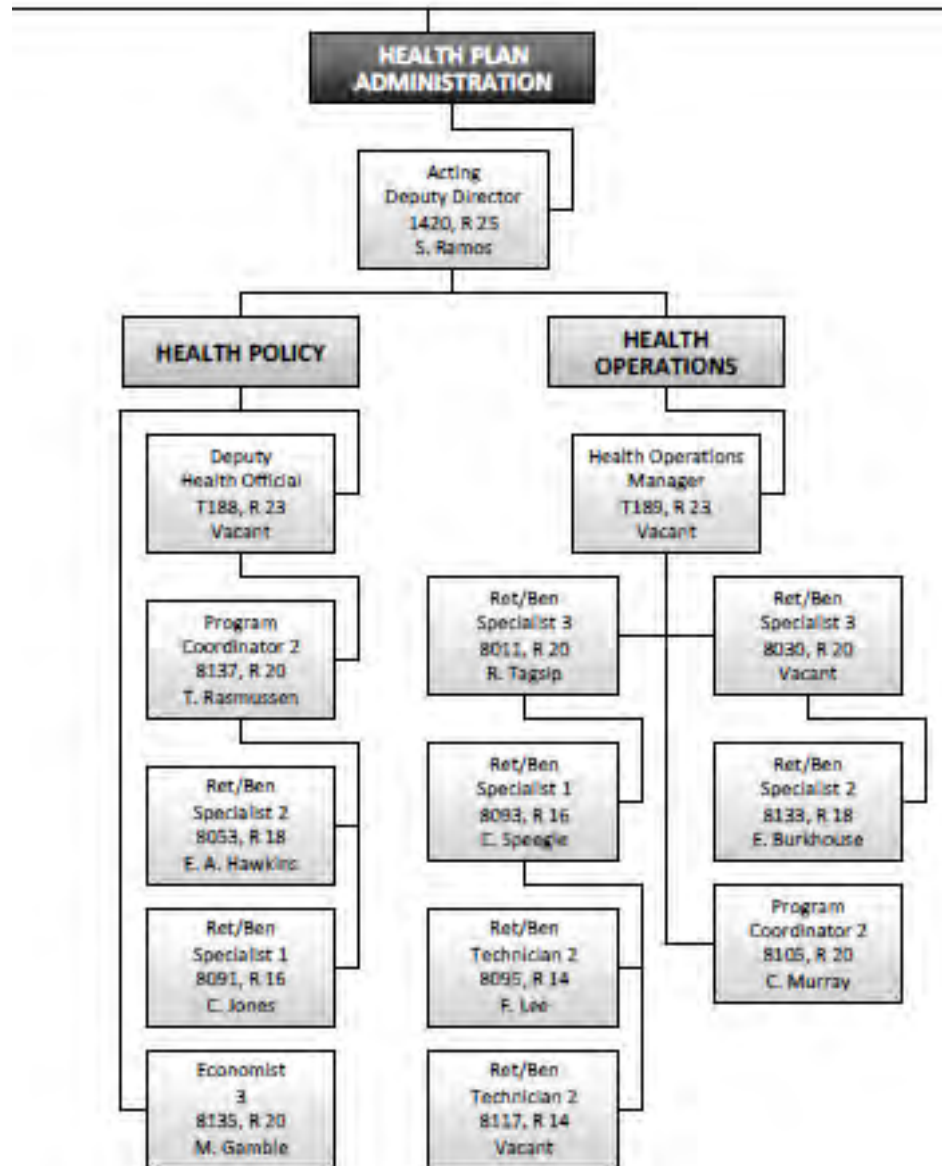 HEALTH PLAN
ADMINISTRATION
Acting
Deputy Director
1420, R 25
S. Ramos
HEALTH POLICY
HEALTH
OPERATIONS
Deputy
Health Official
T188, R 23
Vacant
Health Operations
Manager
T189, R 23
Vacant
Program
Coordinator 2
8137, R 20
T. Rasmussen
Ret/Ben
Specialist 3
8011, R 20
R. Tagsip
Ret/Ben
Specialist 3
8030, R 20
Vacant
Ret/Ben
Specialist 2
8053, R 18
E. A. Hawkins
Ret/Ben
Specialist 1
8093, R 16
C. Speegle
Ret/Ben
Specialist 2
8133, R 18
E. Burkhouse
Ret/Ben
Specialist 1
8091, R 16
C. Jones
Ret/Ben
Technician 2
8095, R 14
F. Lee
Program
Coordinator 2
8105, R 20
C. Murray
Economist
3
8135, R 20
M. Gamble
Ret/Ben
Technician 2
8117, R 14
Vacant